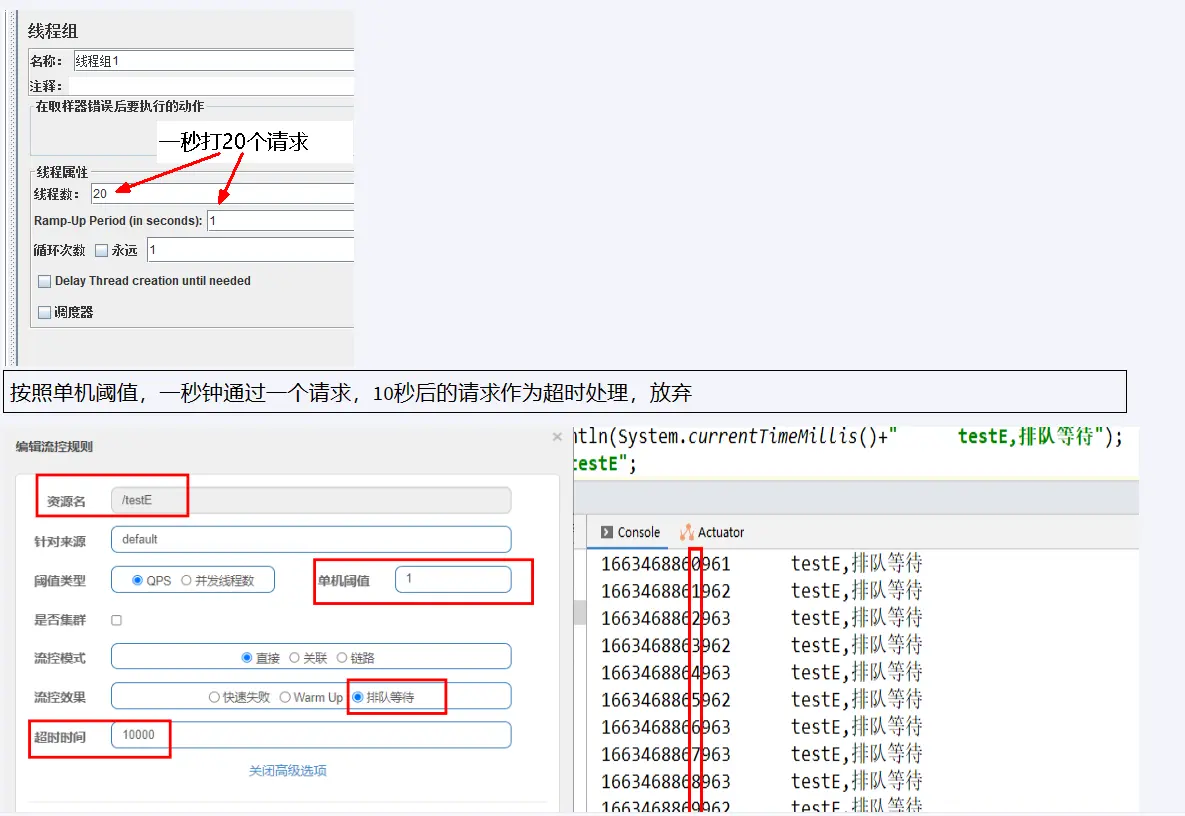 线程组
名称： 线程组1
注释：
在取样器错误后要执行的动作
一秒打20个请求
线程属性
线程数： 20
Ramp-Up Period (in seconds): 1
循环次数 永远 1
Delay Thread creation until needed
调度器
按照单机阈值，一秒钟通过一个请求，10秒后的请求作为超时处理，放弃
编辑流控规则 ×
资源名 /testE
针对来源 default
阈值类型 QPS 并发线程数 单机阈值 1
是否集群
流控模式 直接 关联 链路
流控效果 快速失败 Warm Up 排队等待
超时时间 10000
关闭高级选项
ntln(System.currentTimeMillis()+" testE,排队等待");
testE";
Console Actuator
1663468860961 testE,排队等待
1663468861962 testE,排队等待
1663468862963 testE,排队等待
1663468863962 testE,排队等待
1663468864963 testE,排队等待
1663468865962 testE,排队等待
1663468866963 testE,排队等待
1663468867963 testE,排队等待
1663468868963 testE,排队等待
1663468869962 testE,排队等待